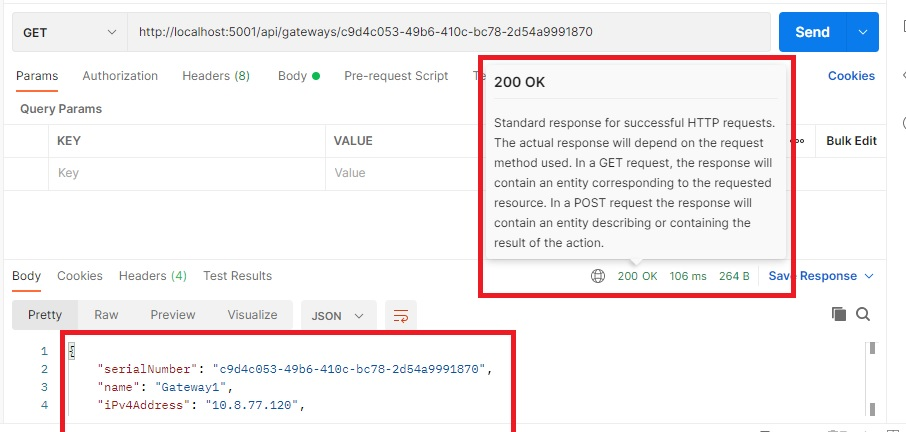 GET http://localhost:5001/api/gateways/c9d4c053-49b6-410c-bc78-2d54a9991870 Send
Params Authorization Headers (8) Body Pre-request Script Te Cookies
Query Params
KEY VALUE ooo Bulk Edit
Key Value
200 OK
Standard response for successful HTTP requests.
The actual response will depend on the request
method used. In a GET request, the response will
contain an entity corresponding to the requested
resource. In a POST request the response will
contain an entity describing or containing the
result of the action.
Body Cookies Headers (4) Test Results 200 OK 106 ms 264 B Save Response
Pretty Raw Preview Visualize JSON
1 {
2 "serialNumber": "c9d4c053-49b6-410c-bc78-2d54a9991870",
3 "name": "Gateway1",
4 "iPv4Address": "10.8.77.120",